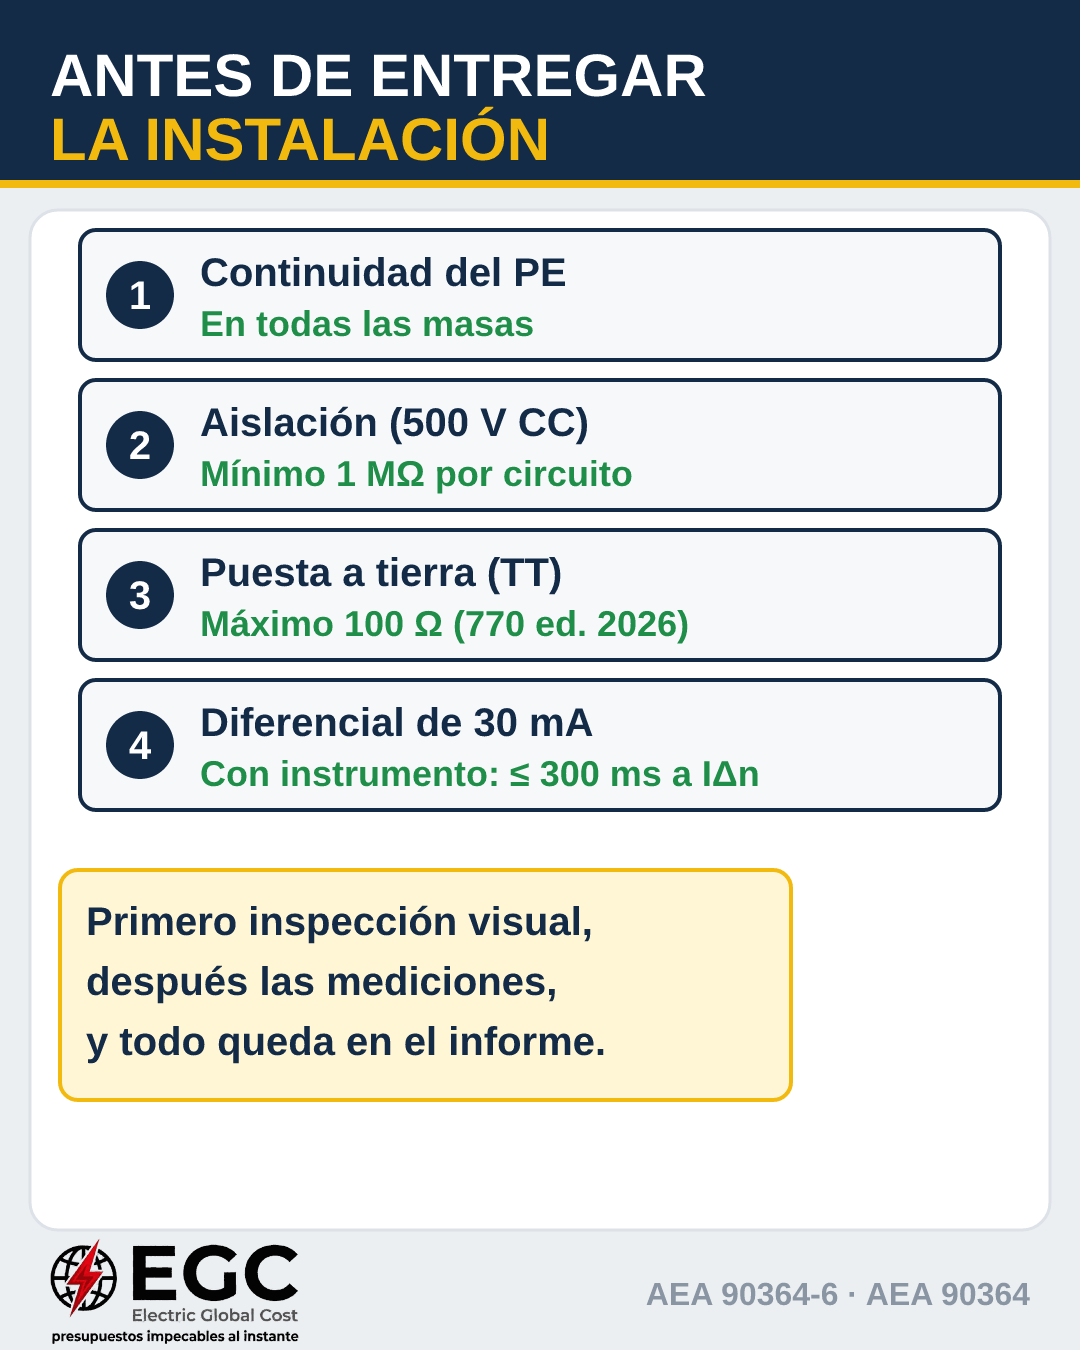 ANTES DE ENTREGAR
LA INSTALACIÓN
1
Continuidad del PE
En todas las masas
2
Aislación (500 V CC)
Mínimo 1 MΩ por circuito
3
Puesta a tierra (TT)
Máximo 100 Ω (770 ed. 2026)
4
Diferencial de 30 mA
Con instrumento: ≤ 300 ms a IΔn
Primero inspección visual,
después las mediciones,
y todo queda en el informe.
EGC
Electric Global Cost
presupuestos impecables al instante
AEA 90364-6 · AEA 90364